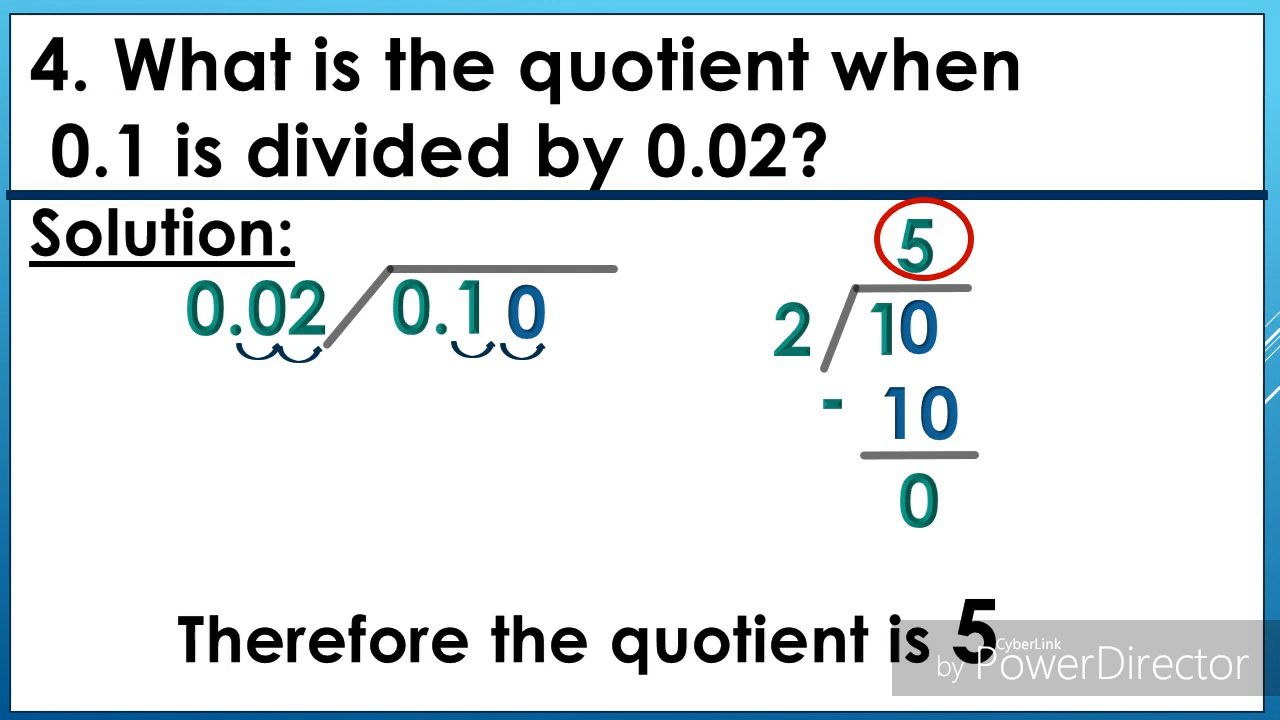 4. What is the quotient when
0.1 is divided by 0.02?
Solution:
0.02 0.10
5
2 10
- 10
0
Therefore the quotient is 5
CyberLink
by PowerDirector